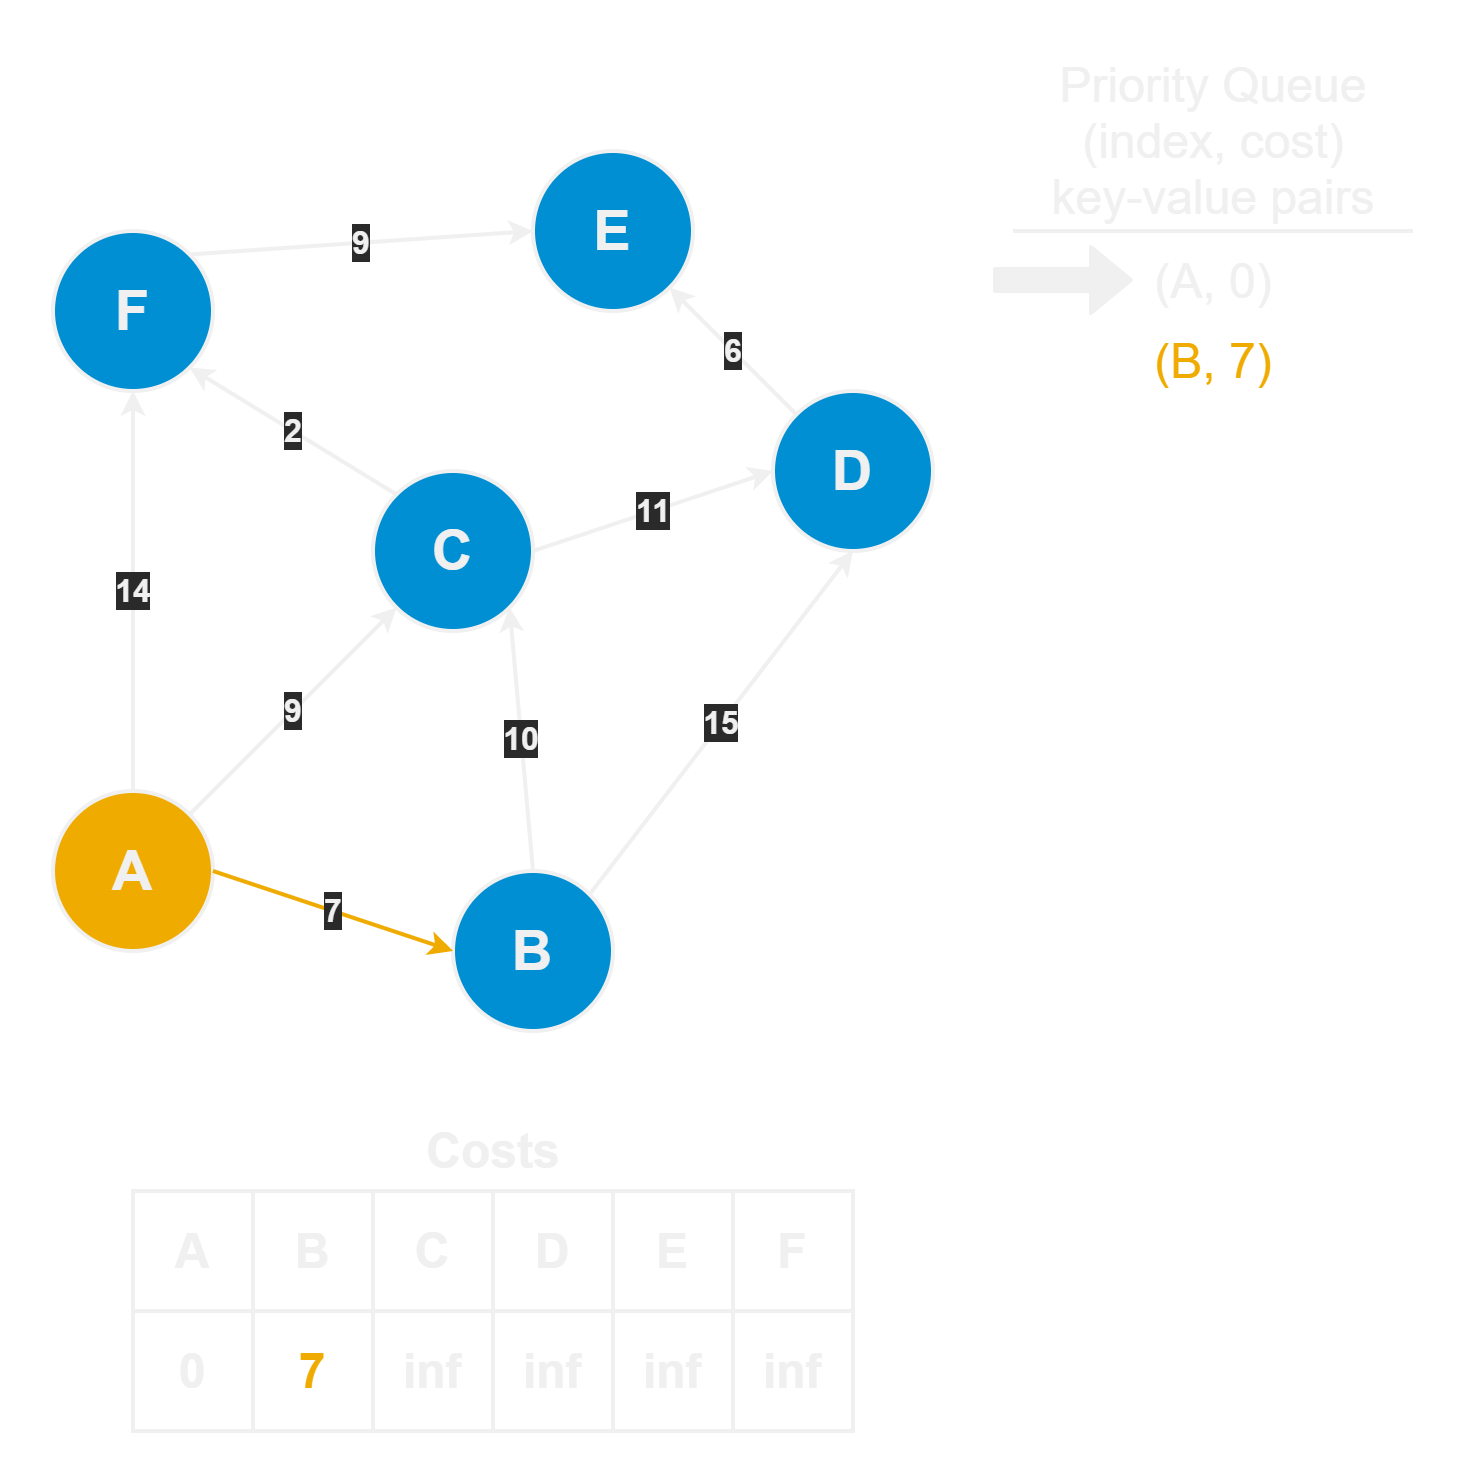 Priority Queue
(index, cost)
key-value pairs
(A, 0)
(B, 7)
E
9
F
6
2
D
11
C
14
9
15
10
A
7
B
Costs
A B C D E F
0 7 inf inf inf inf